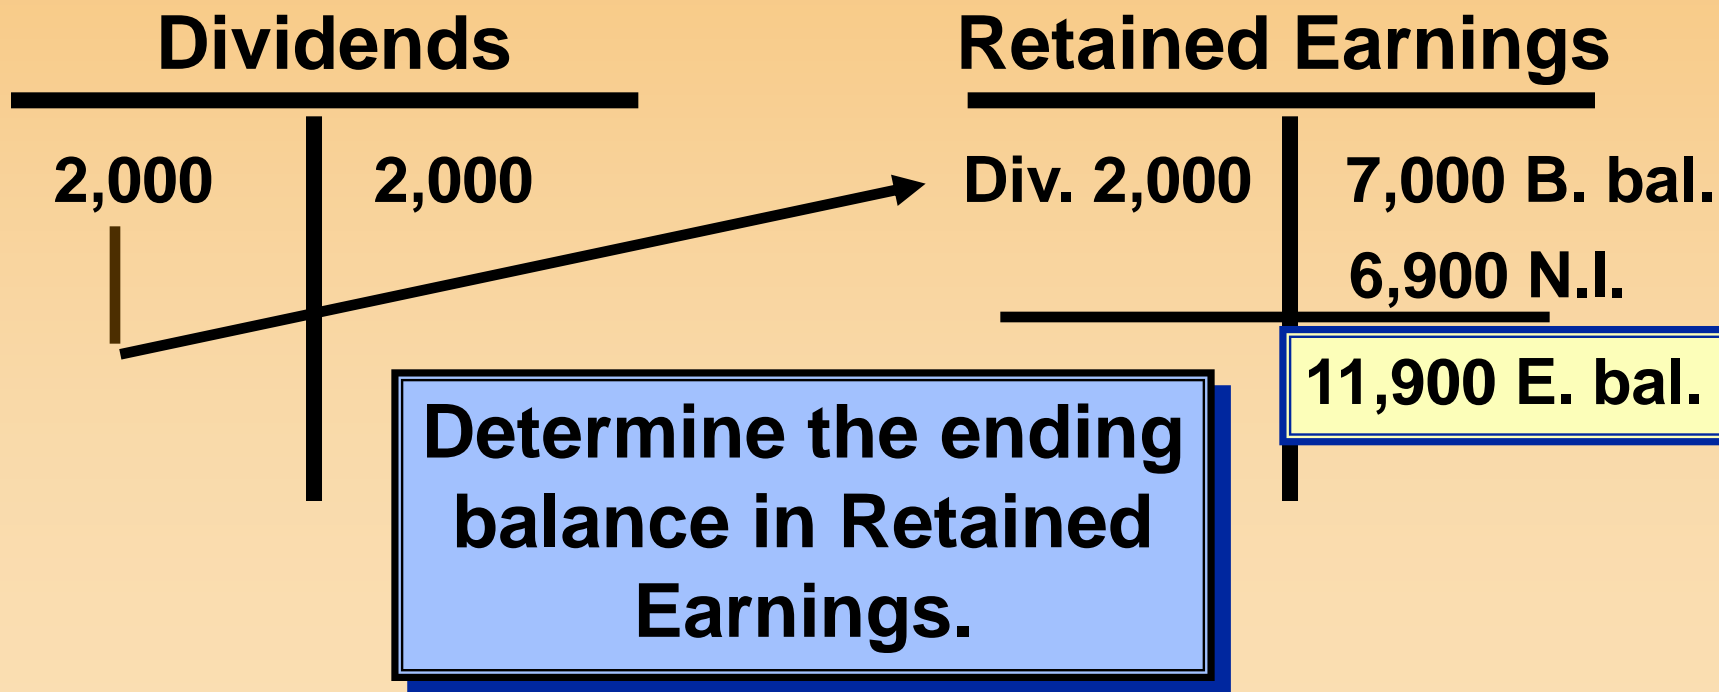 Dividends
Retained Earnings
2,000 2,000
Div. 2,000 7,000 B. bal.
6,900 N.I.
11,900 E. bal.
Determine the ending
balance in Retained
Earnings.